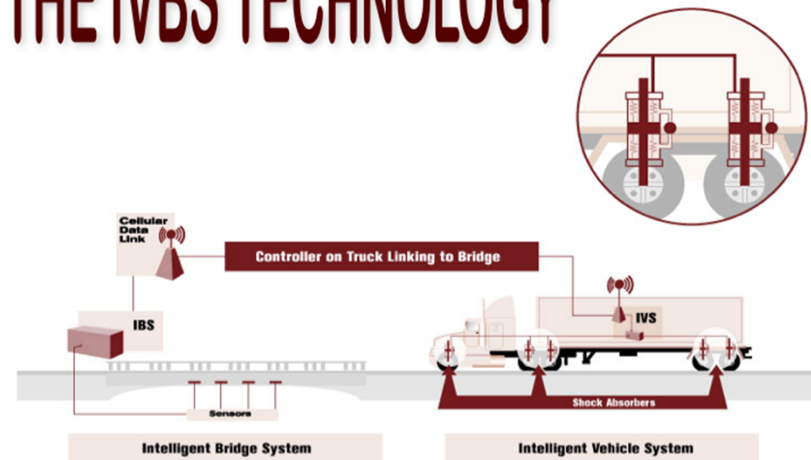 THE IVBS TECHNOLOGY
Cellular
Data
Link
Controller on Truck Linking to Bridge
IBS
IVS
Sensors
Shock Absorbers
Intelligent Bridge System
Intelligent Vehicle System